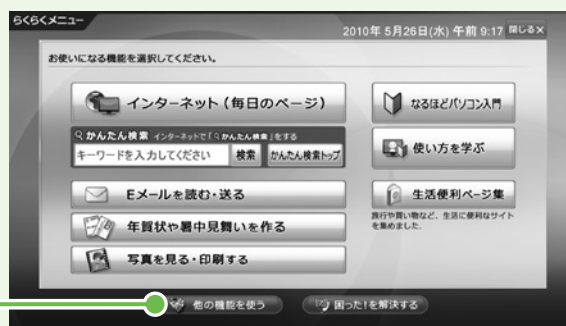 らくらくメニュー
2010年 5月26日(水) 午前 9:17 閉じる×
お使いになる機能を選択してください。
インターネット(毎日のページ)
なるほどパソコン入門
かんたん検索 インターネットで「かんたん検索」をする
キーワードを入力してください 検索 かんたん検索トップ
使い方を学ぶ
Eメールを読む・送る
生活便利ページ集
旅行や買い物など、生活に便利なサイト
を集めました.
年賀状や暑中見舞いを作る
写真を見る・印刷する
他の機能を使う 困った!を解決する